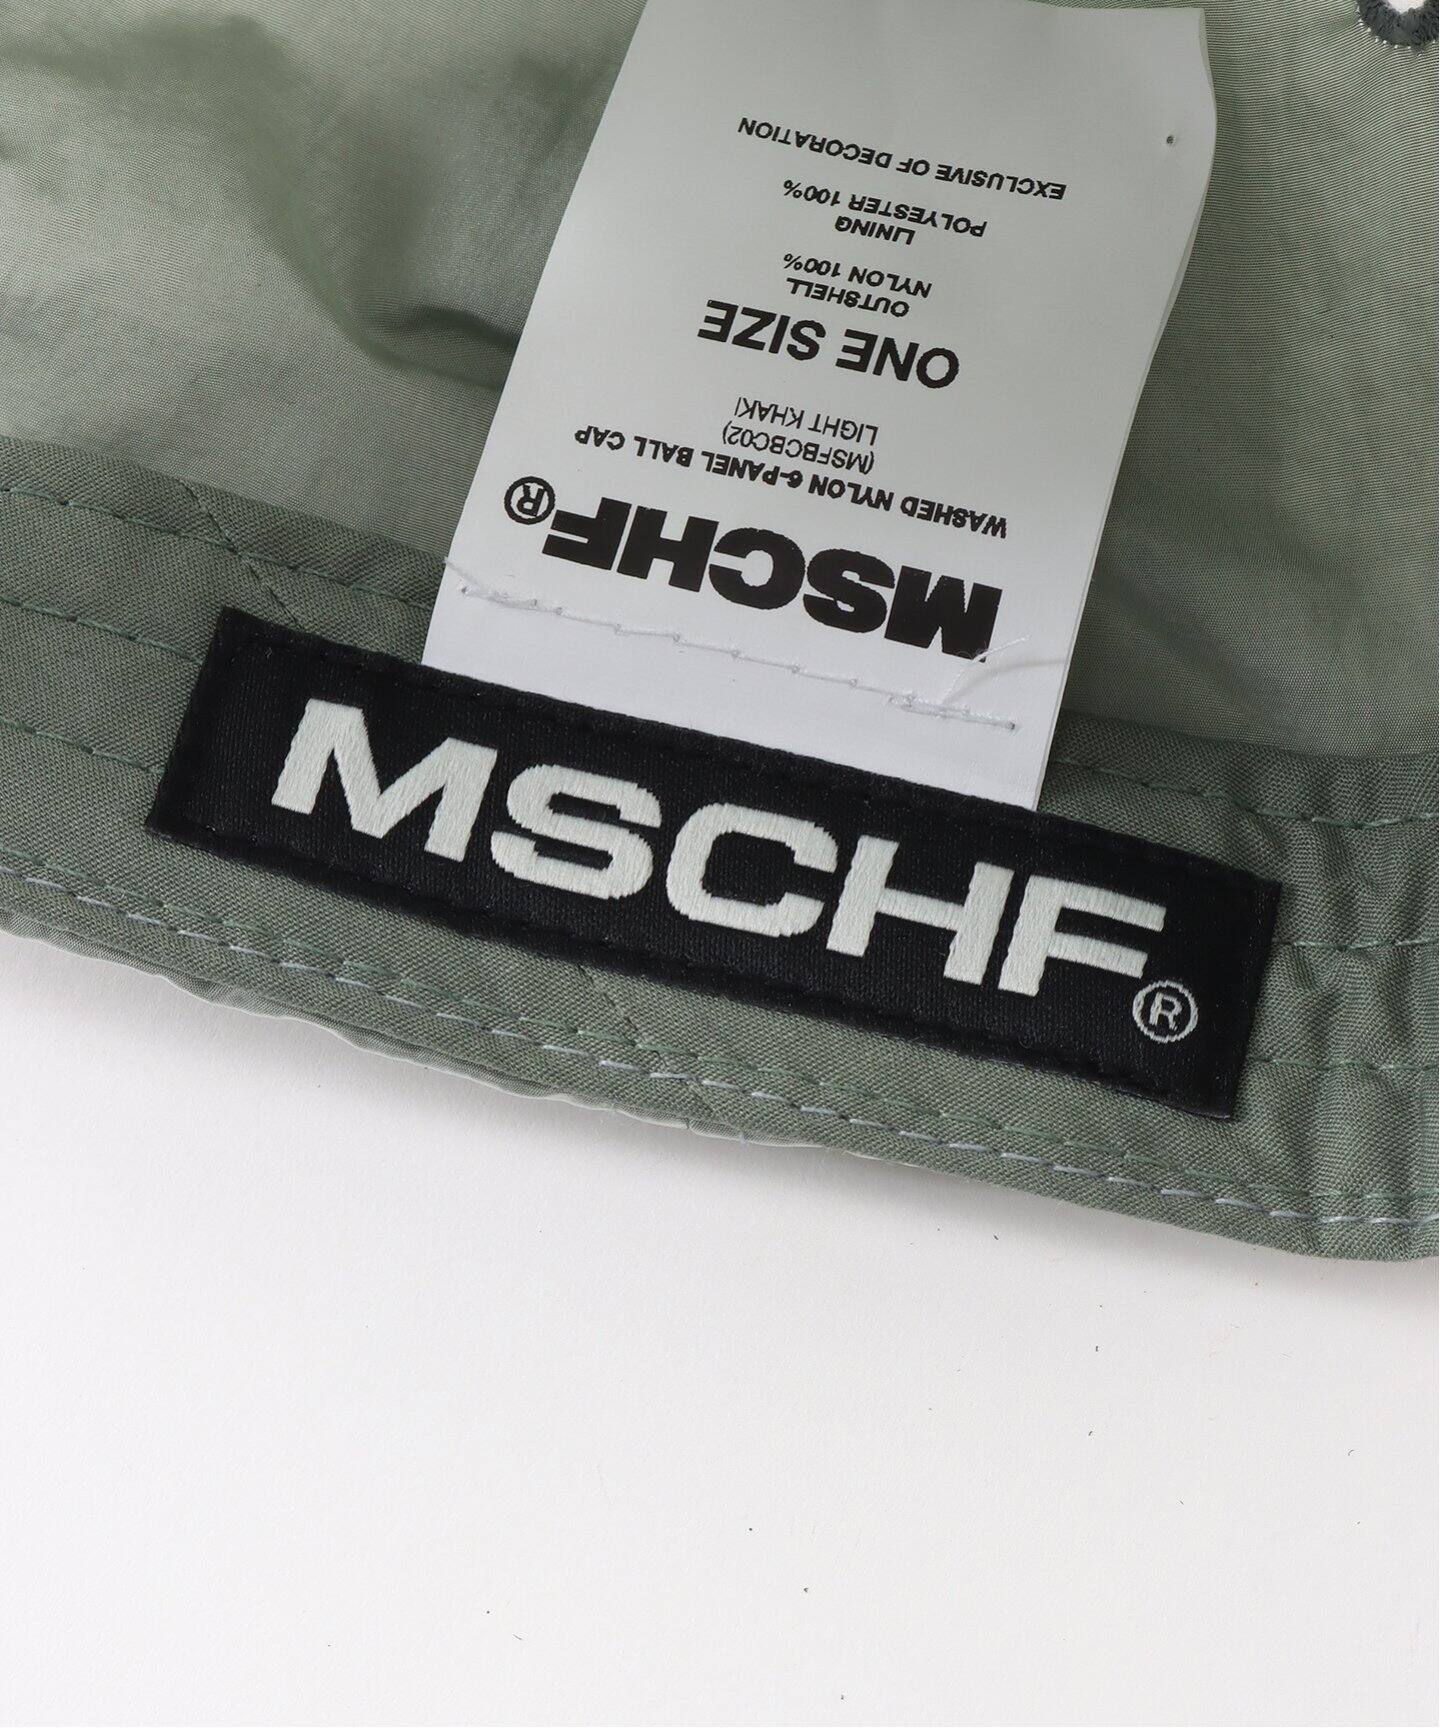 MSCHF®
WASHED NYLON 6-PANEL BALL CAP
(MSFBCBC02)
LIGHT KHAKI
ONE SIZE
OUTSHELL
NYLON 100%
LINING
POLYESTER 100%
EXCLUSIVE OF DECORATION
MSCHF®